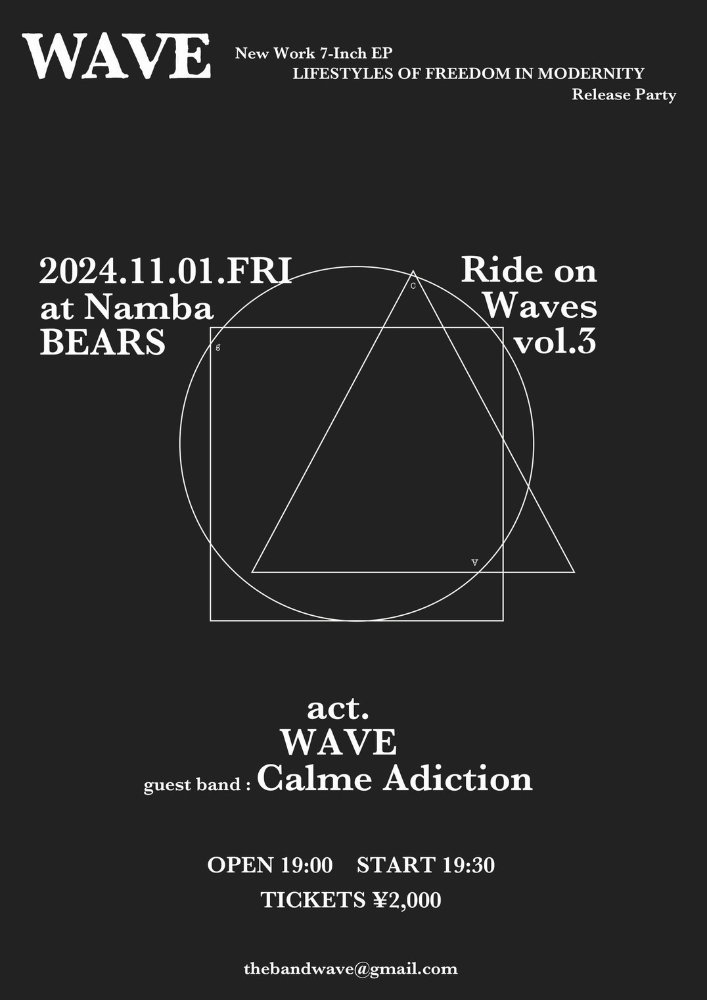 WAVE
New Work 7-Inch EP
LIFESTYLES OF FREEDOM IN MODERNITY
Release Party
2024.11.01.FRI
at Namba
BEARS
Ride on
Waves
vol.3
C
g
V
act.
WAVE
guest band : Calme Adiction
OPEN 19:00 START 19:30
TICKETS ¥2,000
thebandwave@gmail.com